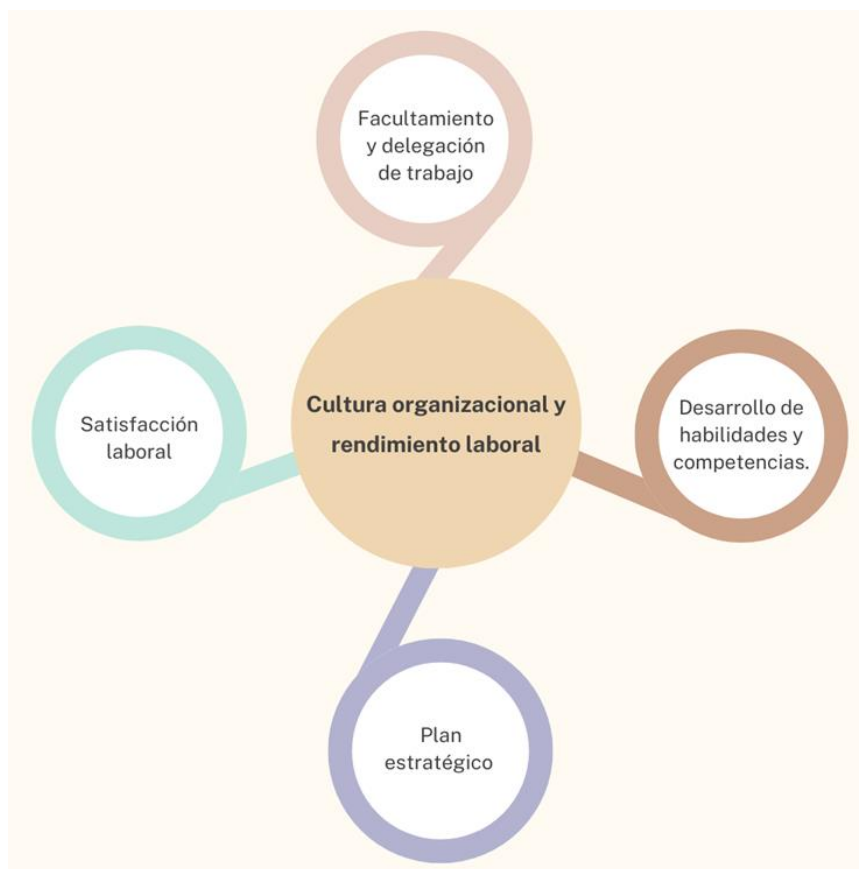 Facultamiento
y delegación
de trabajo
Cultura organizacional y
rendimiento laboral
Satisfacción
laboral
Desarrollo de
habilidades y
competencias.
Plan
estratégico